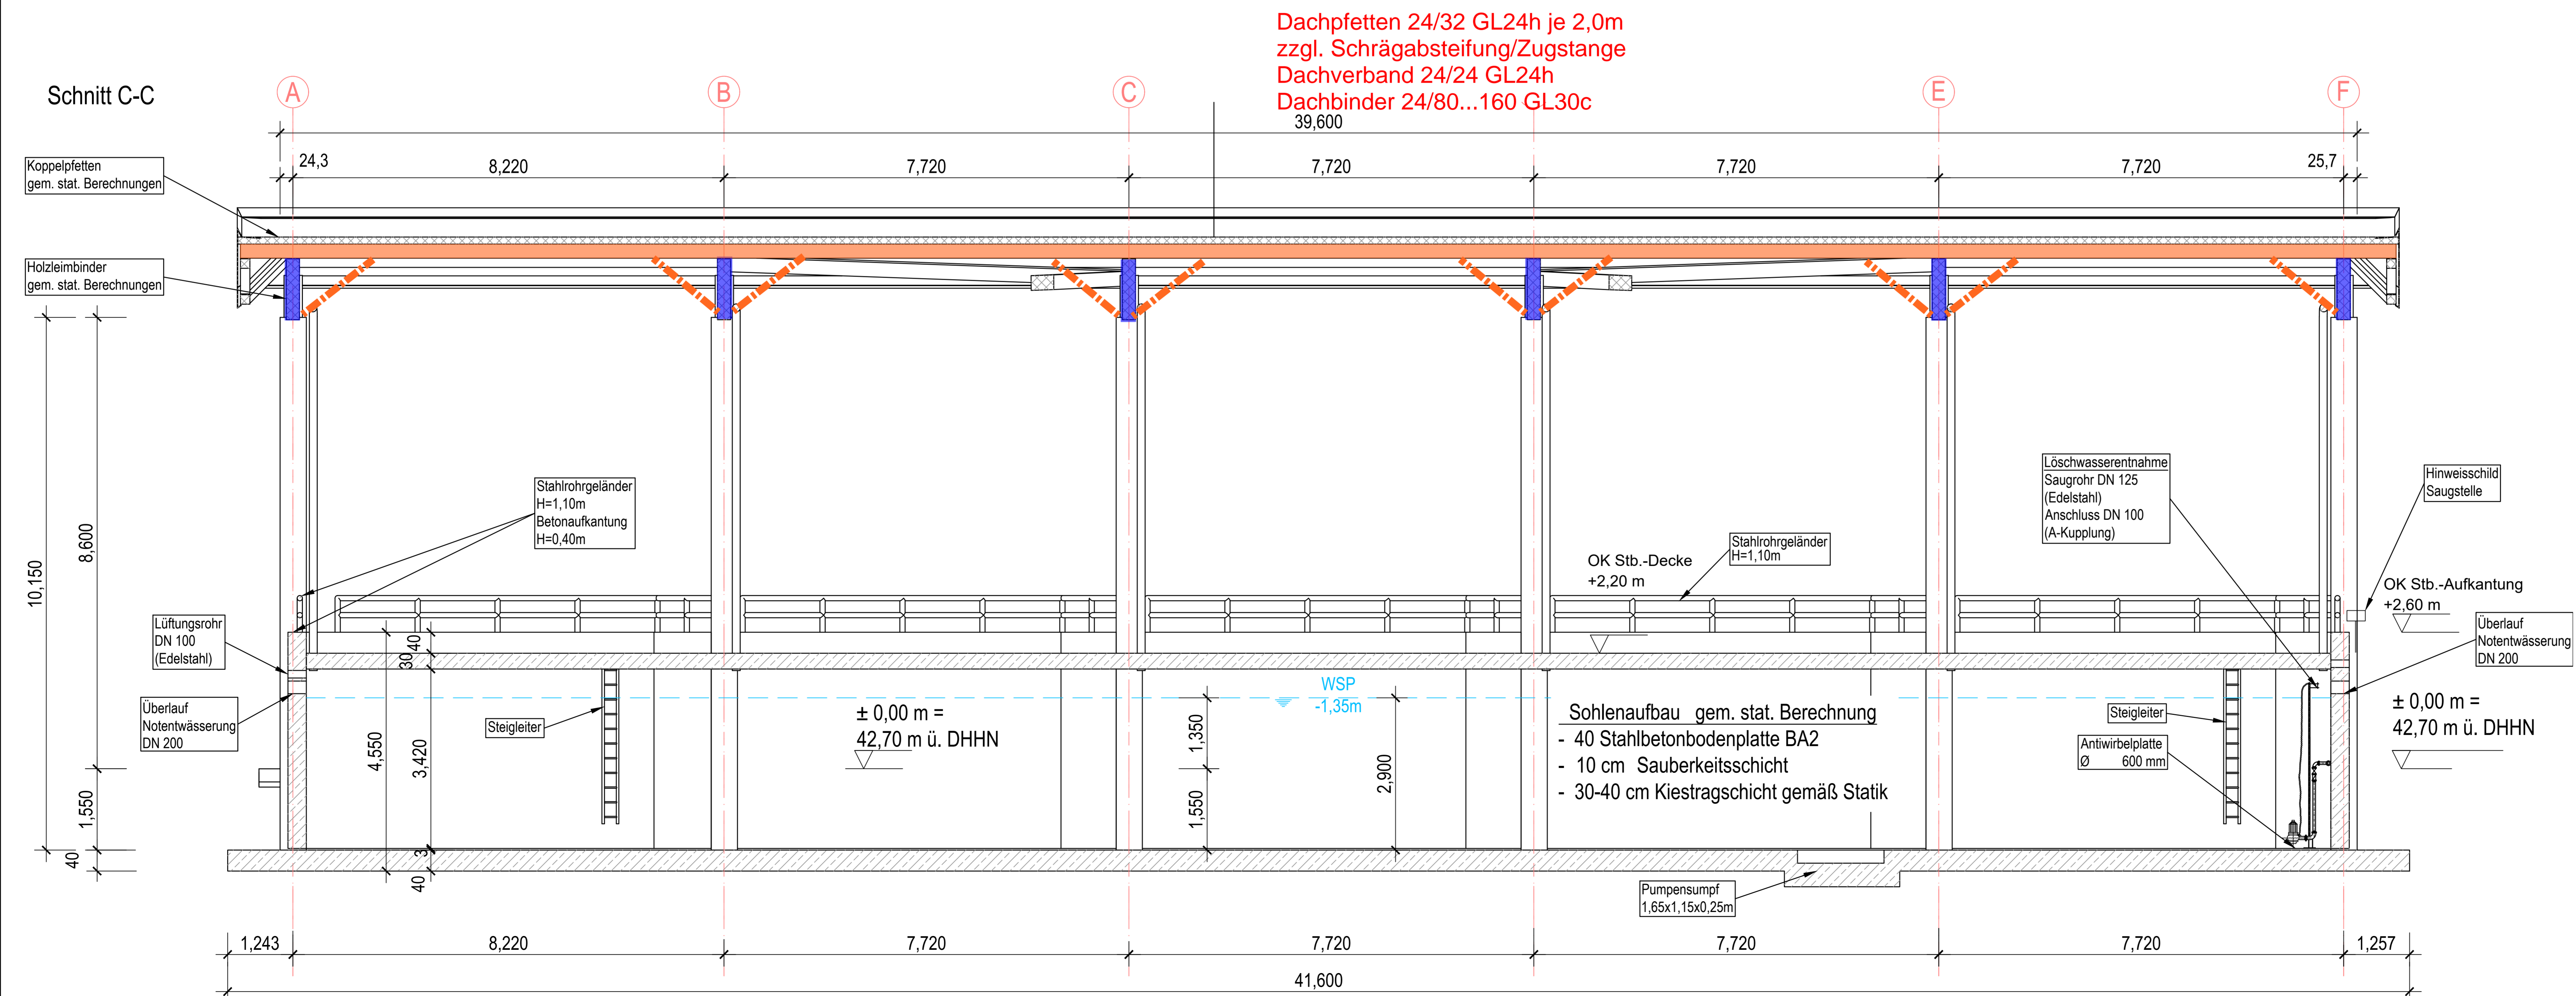 Dachpfetten 24/32 GL24h je 2,0m
zzgl. Schrägabsteifung/Zugstange
Dachverband 24/24 GL24h
Dachbinder 24/80...160 GL30c
Schnitt C-C
A
B
C
E
F
39,600
24,3
8,220
7,720
7,720
7,720
7,720
25,7
Koppelpfetten
gem. stat. Berechnungen
Holzleimbinder
gem. stat. Berechnungen
10,150
8,600
1,550
40
Stahlrohrgeländer
H=1,10m
Betonaufkantung
H=0,40m
Lüftungsrohr
DN 100
(Edelstahl)
Überlauf
Notentwässerung
DN 200
40
30
4,550
3,420
3
40
Steigleiter
± 0,00 m =
42,70 m ü. DHHN
WSP
-1,35m
1,350
1,550
2,900
OK Stb.-Decke
+2,20 m
Stahlrohrgeländer
H=1,10m
Sohlenaufbau gem. stat. Berechnung
- 40 Stahlbetonbodenplatte BA2
- 10 cm Sauberkeitsschicht
- 30-40 cm Kiestragschicht gemäß Statik
Löschwasserentnahme
Saugrohr DN 125
(Edelstahl)
Anschluss DN 100
(A-Kupplung)
Hinweisschild
Saugstelle
OK Stb.-Aufkantung
+2,60 m
Überlauf
Notentwässerung
DN 200
Steigleiter
Antiwirbelplatte
Ø 600 mm
± 0,00 m =
42,70 m ü. DHHN
Pumpensumpf
1,65x1,15x0,25m
1,243
8,220
7,720
7,720
7,720
7,720
1,257
41,600